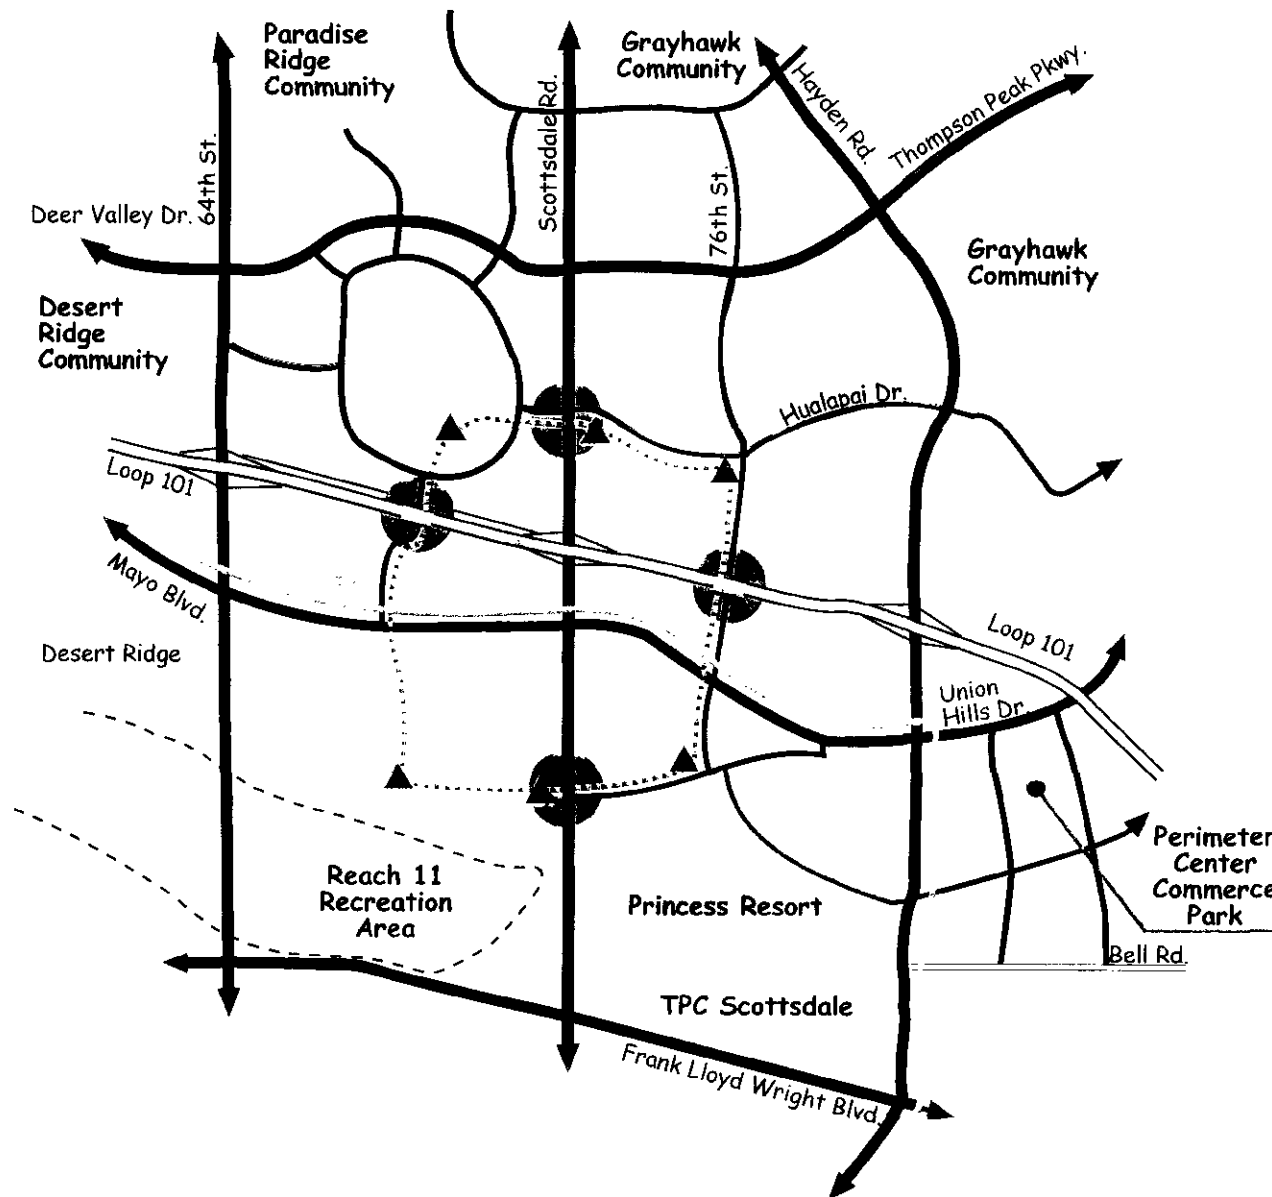 Paradise
Ridge
Community
Grayhawk
Community
Scottsdale Rd.
Hayden Rd.
Thompson Peak Pkwy.
64th St.
76th St.
Deer Valley Dr.
Grayhawk
Community
Desert
Ridge
Community
Hualapai Dr.
Loop 101
Mayo Blvd.
Loop 101
Desert Ridge
Union
Hills Dr.
Perimeter
Center
Commerce
Park
Reach 11
Recreation
Area
Princess Resort
Bell Rd.
TPC Scottsdale
Frank Lloyd Wright Blvd.